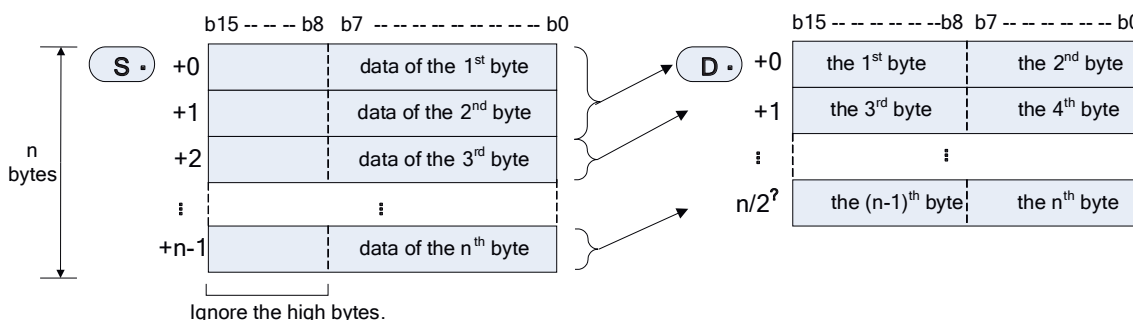 b15 -- -- -- b8 b7 -- -- -- -- -- -- -- b0
S · +0 data of the 1st byte
+1 data of the 2nd byte
+2 data of the 3rd byte
+n-1 data of the nth byte
n
bytes
Ignore the high bytes.
b15 -- -- -- -- -- --b8 b7 -- -- -- -- -- -- b0
D · +0 the 1st byte the 2nd byte
+1 the 3rd byte the 4th byte
n/2? the (n-1)th byte the nth byte